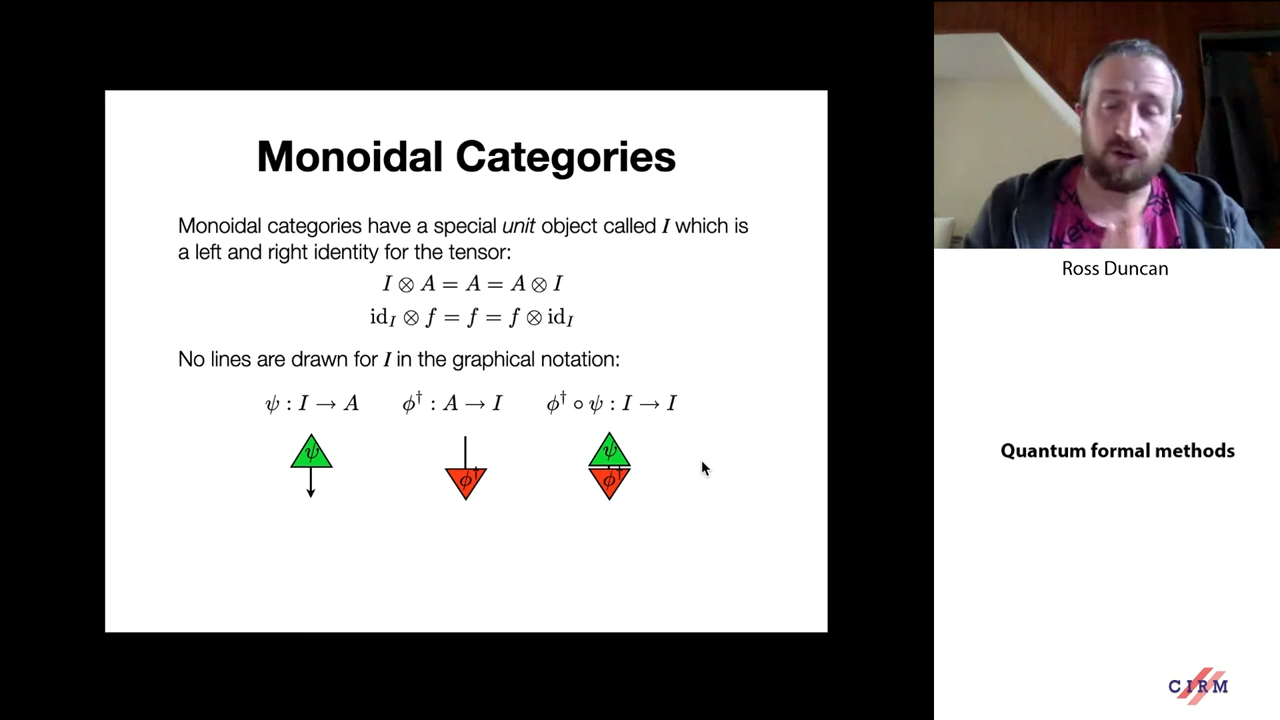 Monoidal Categories
Monoidal categories have a special unit object called I which is
a left and right identity for the tensor:
I ⊗ A = A = A ⊗ I
id_I ⊗ f = f = f ⊗ id_I
No lines are drawn for I in the graphical notation:
ψ : I → A ϕ† : A → I ϕ† ∘ ψ : I → I
ψ ϕ† ψ
ϕ†
Ross Duncan
Quantum formal methods
CIRM